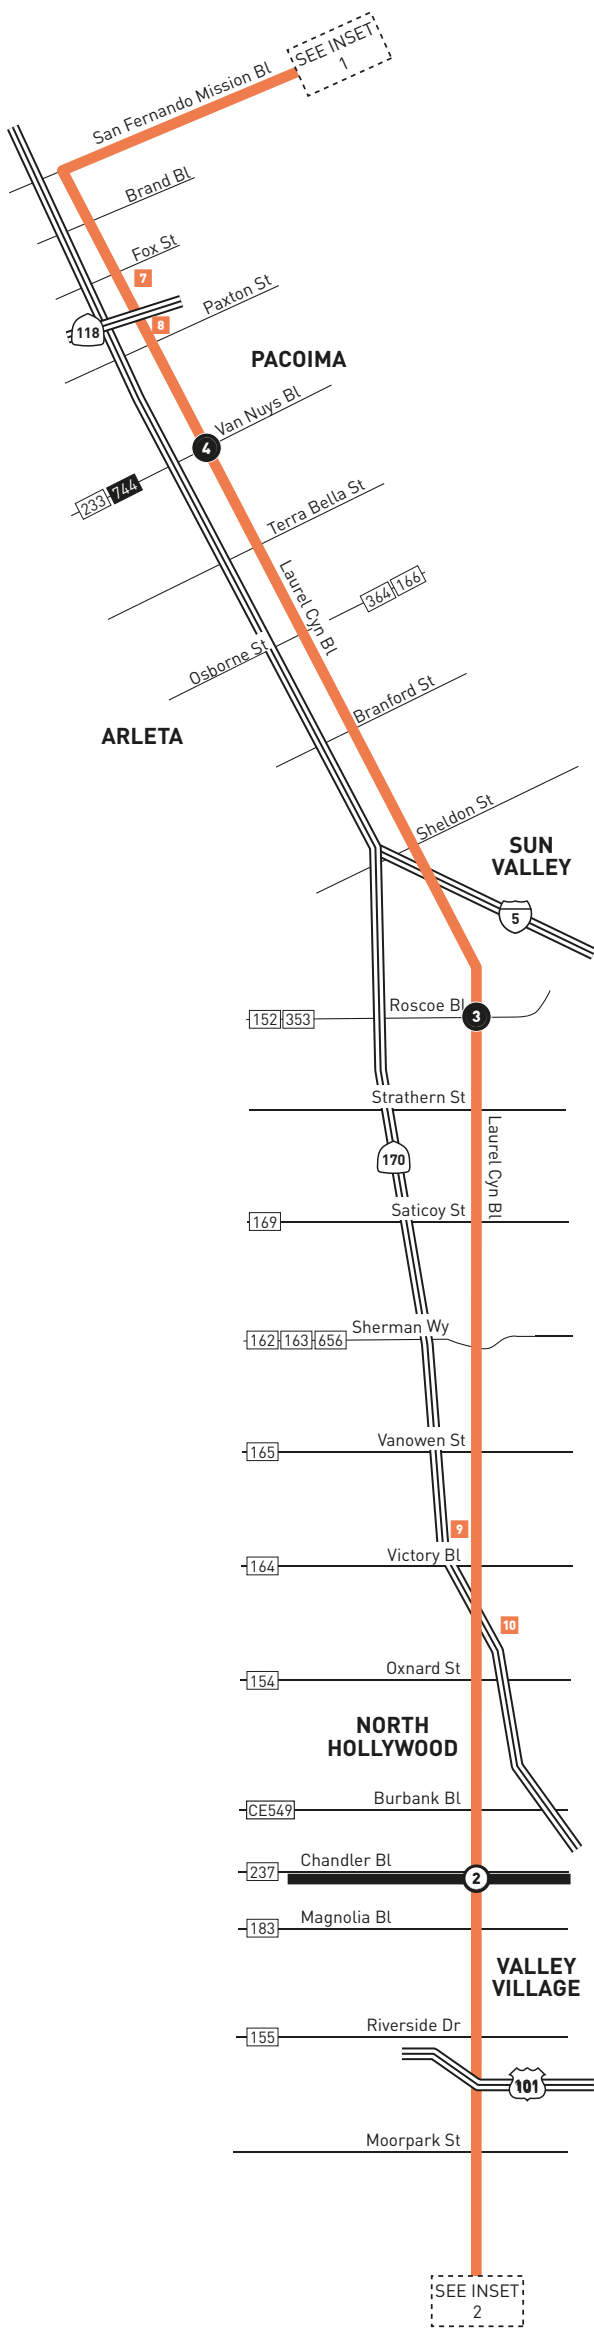 SEE INSET
1
San Fernando Mission Bl
Brand Bl
Fox St
7
Paxton St
8
118
PACOIMA
Van Nuys Bl
4
233 744
Terra Bella St
Laurel Cyn Bl
364 166
Osborne St
Branford St
ARLETA
Sheldon St
SUN
VALLEY
5
Roscoe Bl
152 353
3
Strathern St
Laurel Cyn Bl
170
Saticoy St
169
Sherman Wy
162 163 656
Vanowen St
165
9
Victory Bl
164
10
Oxnard St
154
NORTH
HOLLYWOOD
Burbank Bl
CE549
Chandler Bl
237
2
Magnolia Bl
183
VALLEY
VILLAGE
Riverside Dr
155
101
Moorpark St
SEE INSET
2